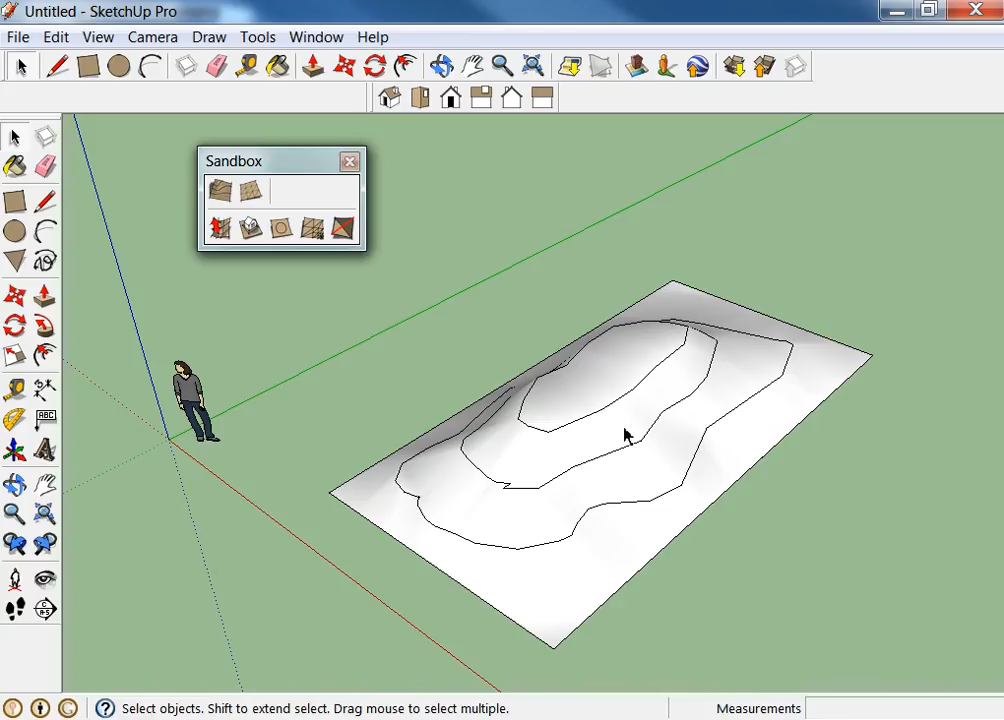 Untitled - SketchUp Pro
File Edit View Camera Draw Tools Window Help
Sandbox
ABC
Select objects. Shift to extend select. Drag mouse to select multiple.
Measurements